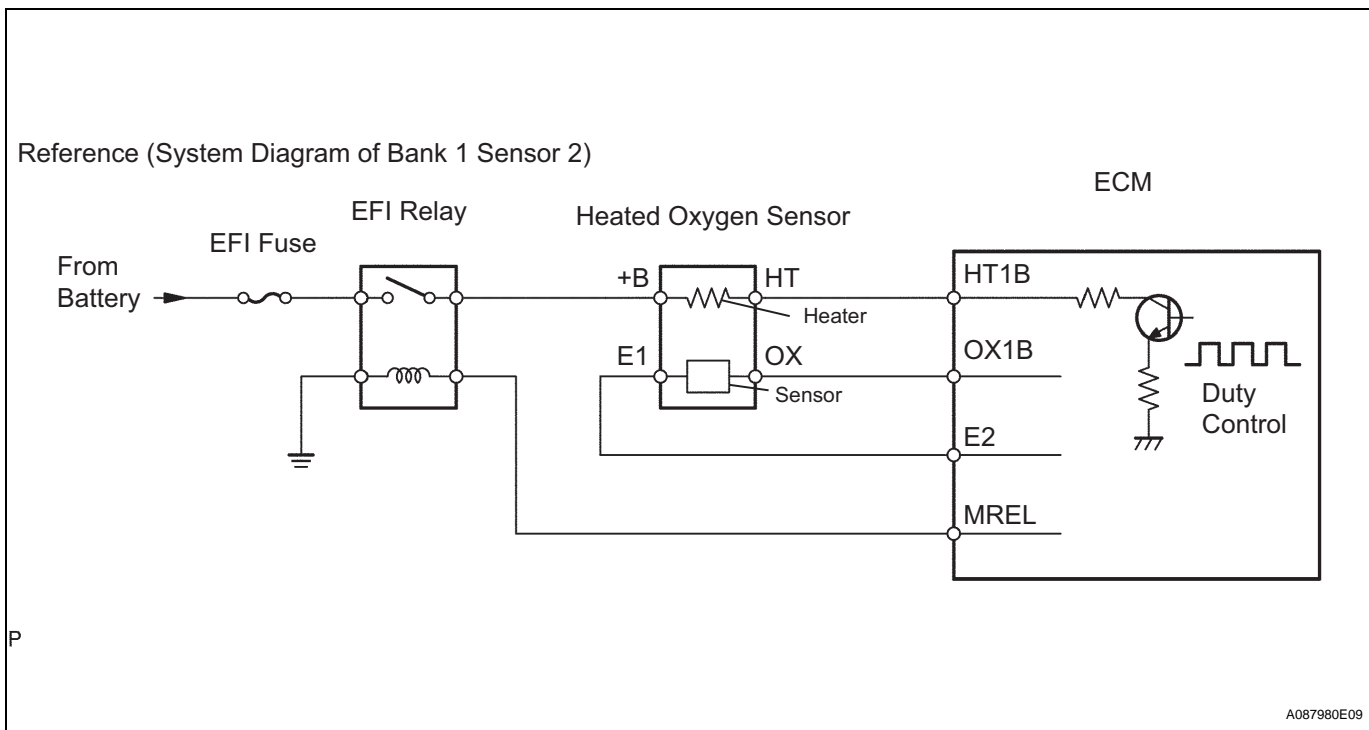 Reference (System Diagram of Bank 1 Sensor 2)
ECM
EFI Relay
Heated Oxygen Sensor
EFI Fuse
From
Battery
+B
HT
HT1B
Heater
E1
OX
OX1B
Sensor
Duty
Control
E2
MREL
P
A087980E09